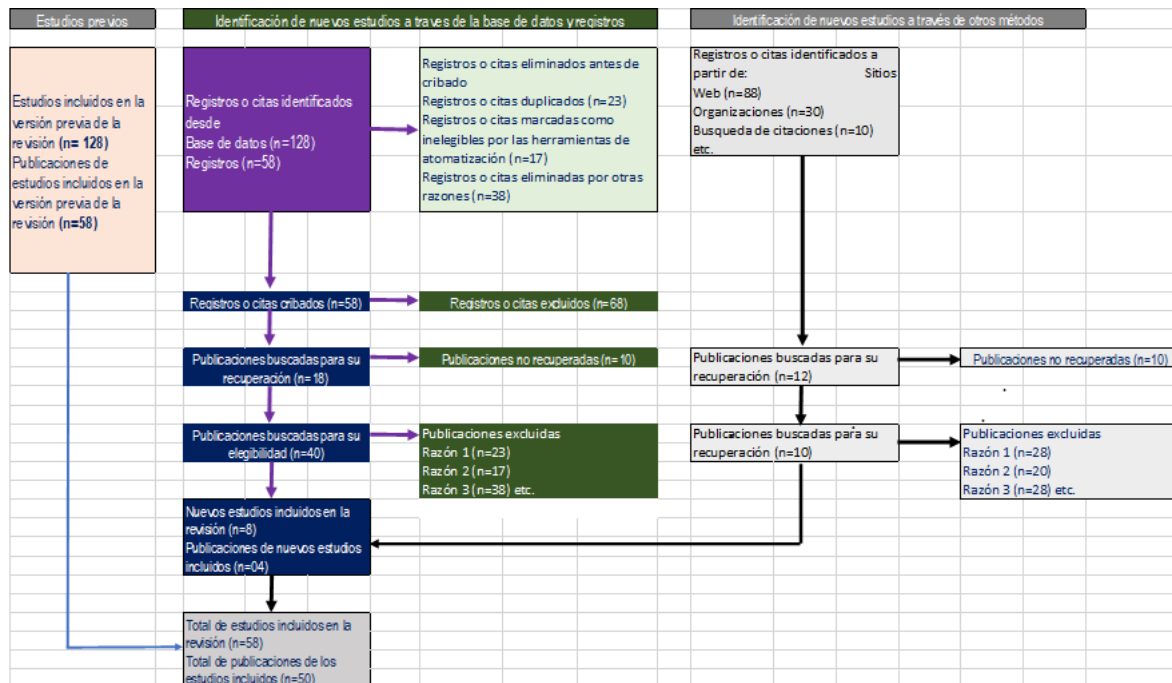 Estudios previos
Identificación de nuevos estudios a traves de la base de datos y registros
Identificación de nuevos estudios a través de otros métodos
Estudios incluidos en la
versión previa de la
revisión (n= 128)
Publicaciones de
estudios incluidos en la
versión previa de la
revisión (n=58)
Registros o citas identificados
desde
Base de datos (n=128)
Registros (n=58)
Registros o citas eliminados antes de
cribado
Registros o citas duplicados (n=23)
Registros o citas marcadas como
inelegibles por las herramientas de
atomatización (n=17)
Registros o citas eliminadas por otras
razones (n=38)
Registros o citas identificados a
partir de: Sitios
Web (n=88)
Organizaciones (n=30)
Busqueda de citaciones (n=10)
etc.
Registros o citas cribados (n=58)
Registros o citas excluidos (n=68)
Publicaciones buscadas para su
recuperación (n=18)
Publicaciones no recuperadas (n=10)
Publicaciones buscadas para su
recuperación (n=12)
Publicaciones no recuperadas (n=10)
Publicaciones buscadas para su
elegibilidad (n=40)
Publicaciones excluidas
Razón 1 (n=23)
Razón 2 (n=17)
Razón 3 (n=38) etc.
Publicaciones buscadas para su
recuperación (n=10)
Publicaciones excluidas
Razón 1 (n=28)
Razón 2 (n=20)
Razón 3 (n=28) etc.
Nuevos estudios incluidos en la
revisión (n=8)
Publicaciones de nuevos estudios
incluidos (n=04)
Total de estudios incluidos en la
revisión (n=58)
Total de publicaciones de los
estudios incluidos (n=50)